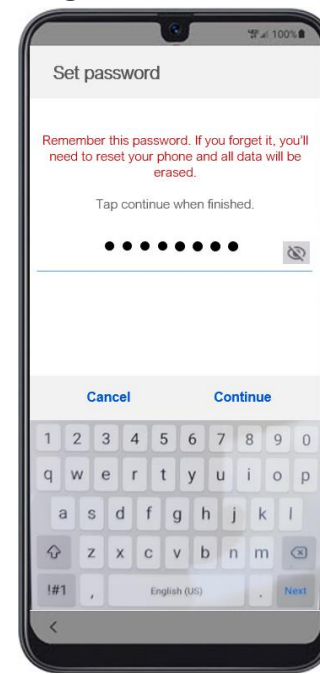 100%
Set password
Remember this password. If you forget it, you'll
need to reset your phone and all data will be
erased.
Tap continue when finished.
Cancel Continue
1 2 3 4 5 6 7 8 9 0
q w e r t y u i o p
a s d f g h j k l
z x c v b n m
!#1 , English (US) . Next